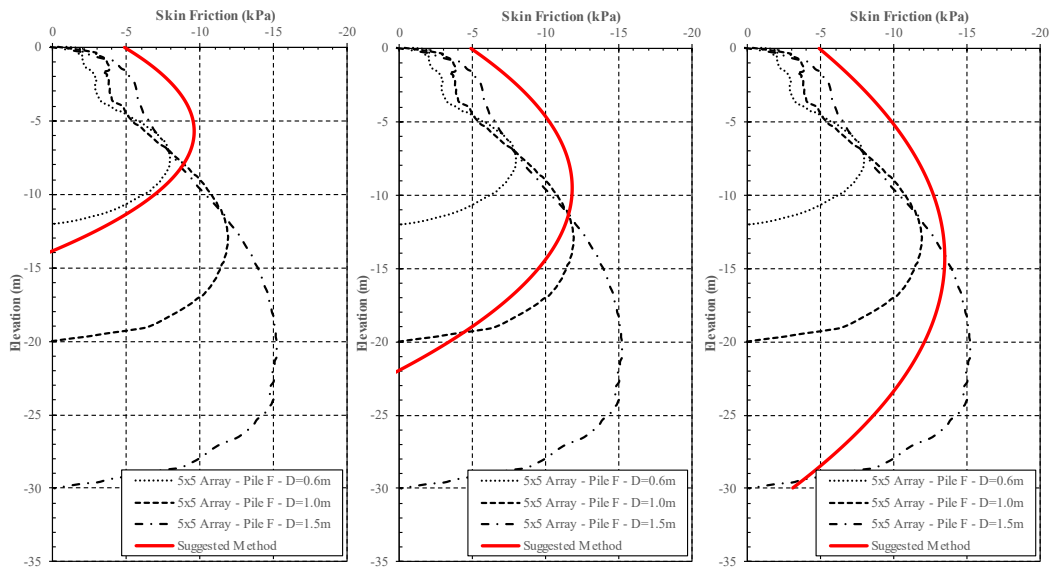 Skin Friction (kPa)
0 -5 -10 -15 -20
0
-5
-10
-15
-20
-25
-30
-35
Elevation (m)
5x5 Array - Pile F - D=0.6m
5x5 Array - Pile F - D=1.0m
5x5 Array - Pile F - D=1.5m
Suggested Method
Skin Friction (kPa)
0 -5 -10 -15 -20
0
-5
-10
-15
-20
-25
-30
-35
Elevation (m)
5x5 Array - Pile F - D=0.6m
5x5 Array - Pile F - D=1.0m
5x5 Array - Pile F - D=1.5m
Suggested Method
Skin Friction (kPa)
0 -5 -10 -15 -20
0
-5
-10
-15
-20
-25
-30
-35
Elevation (m)
5x5 Array - Pile F - D=0.6m
5x5 Array - Pile F - D=1.0m
5x5 Array - Pile F - D=1.5m
Suggested Method